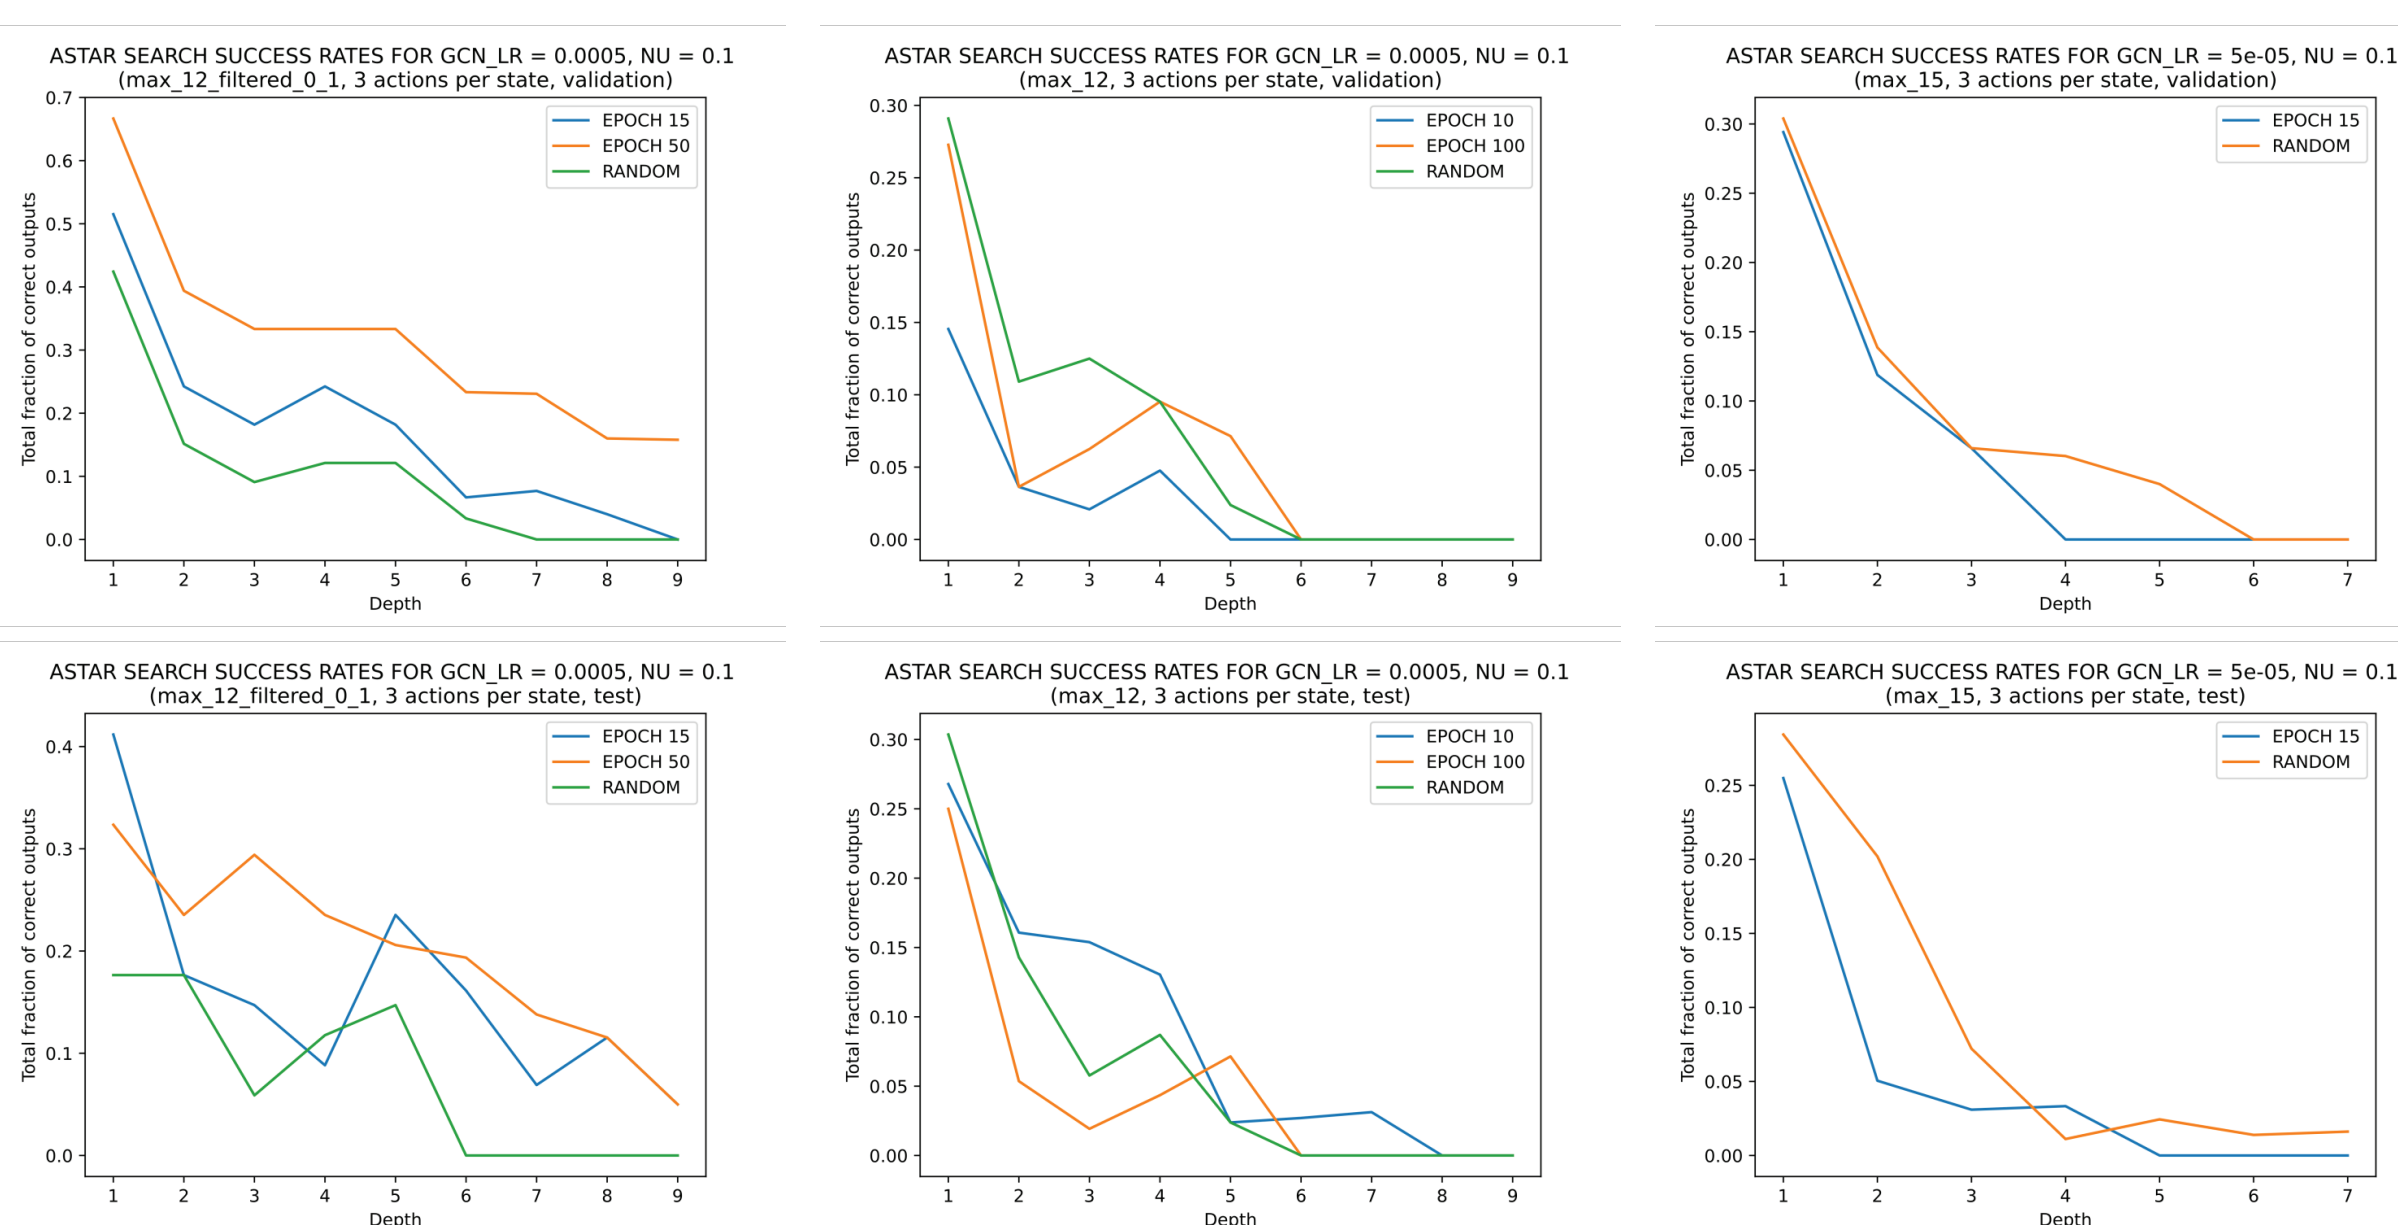 ASTAR SEARCH SUCCESS RATES FOR GCN_LR = 0.0005, NU = 0.1
(max_12_filtered_0_1, 3 actions per state, validation)
Total fraction of correct outputs
0.7
0.6
0.5
0.4
0.3
0.2
0.1
0.0
EPOCH 15
EPOCH 50
RANDOM
1 2 3 4 5 6 7 8 9
Depth
ASTAR SEARCH SUCCESS RATES FOR GCN_LR = 0.0005, NU = 0.1
(max_12, 3 actions per state, validation)
Total fraction of correct outputs
0.30
0.25
0.20
0.15
0.10
0.05
0.00
EPOCH 10
EPOCH 100
RANDOM
1 2 3 4 5 6 7 8 9
Depth
ASTAR SEARCH SUCCESS RATES FOR GCN_LR = 5e-05, NU = 0.1
(max_15, 3 actions per state, validation)
Total fraction of correct outputs
0.30
0.25
0.20
0.15
0.10
0.05
0.00
EPOCH 15
RANDOM
1 2 3 4 5 6 7
Depth
ASTAR SEARCH SUCCESS RATES FOR GCN_LR = 0.0005, NU = 0.1
(max_12_filtered_0_1, 3 actions per state, test)
Total fraction of correct outputs
0.4
0.3
0.2
0.1
0.0
EPOCH 15
EPOCH 50
RANDOM
1 2 3 4 5 6 7 8 9
Depth
ASTAR SEARCH SUCCESS RATES FOR GCN_LR = 0.0005, NU = 0.1
(max_12, 3 actions per state, test)
Total fraction of correct outputs
0.30
0.25
0.20
0.15
0.10
0.05
0.00
EPOCH 10
EPOCH 100
RANDOM
1 2 3 4 5 6 7 8 9
Depth
ASTAR SEARCH SUCCESS RATES FOR GCN_LR = 5e-05, NU = 0.1
(max_15, 3 actions per state, test)
Total fraction of correct outputs
0.25
0.20
0.15
0.10
0.05
0.00
EPOCH 15
RANDOM
1 2 3 4 5 6 7
Depth